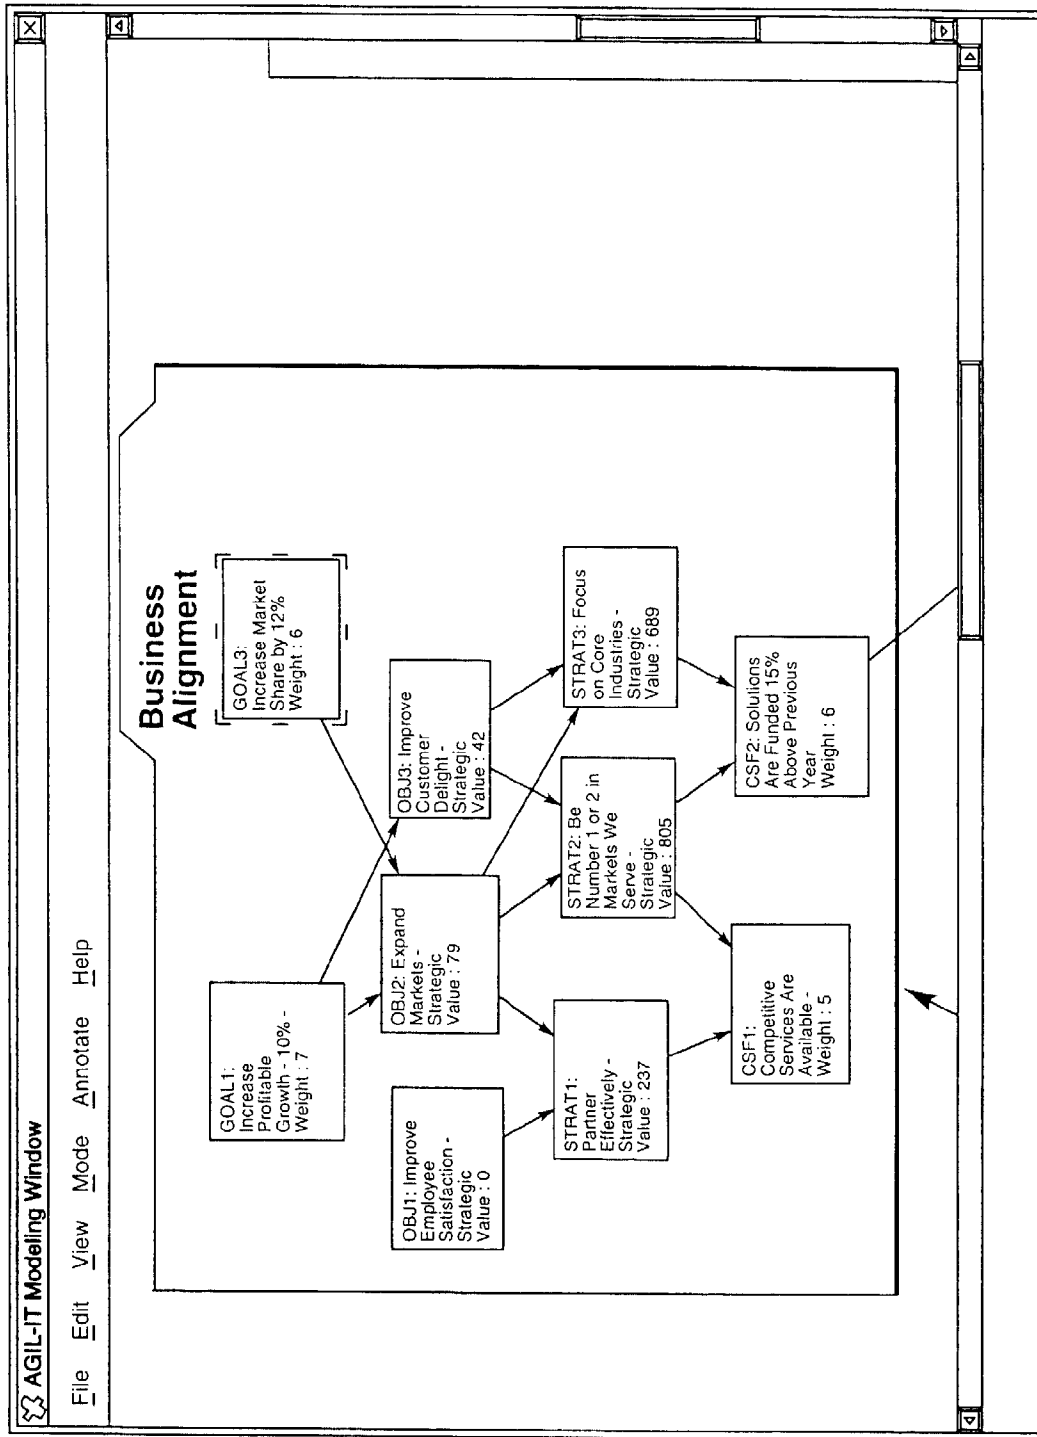 AGIL-IT Modeling Window
File Edit View Mode Annotate Help
Business
Alignment
GOAL1:
Increase
Profitable
Growth - 10% -
Weight : 7
GOAL3:
Increase Market
Share by 12%
Weight : 6
OBJ1: Improve
Employee
Satisfaction -
Strategic
Value : 0
OBJ2: Expand
Markets -
Strategic
Value : 79
OBJ3: Improve
Customer
Delight -
Strategic
Value : 42
STRAT1:
Partner
Effectively -
Strategic
Value : 237
STRAT2: Be
Number 1 or 2 in
Markets We
Serve -
Strategic
Value : 805
STRAT3: Focus
on Core
Industries -
Strategic
Value : 689
CSF1:
Competitive
Services Are
Available -
Weight : 5
CSF2: Solutions
Are Funded 15%
Above Previous
Year
Weight : 6